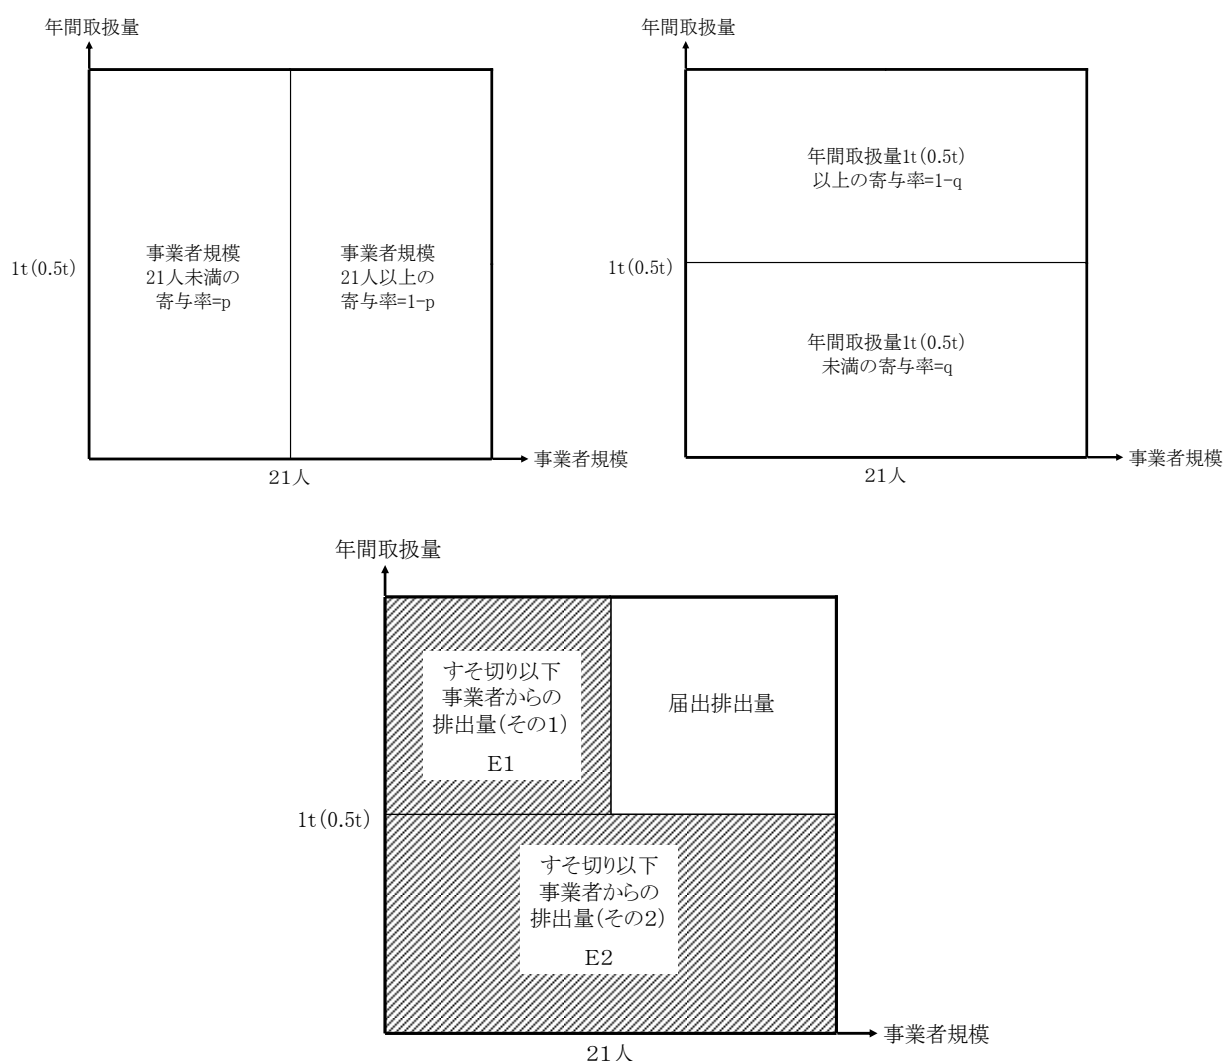 年間取扱量
1t(0.5t)
事業者規模
21人未満の
寄与率=p
事業者規模
21人以上の
寄与率=1-p
事業者規模
21人
年間取扱量
年間取扱量1t(0.5t)
以上の寄与率=1-q
1t(0.5t)
年間取扱量1t(0.5t)
未満の寄与率=q
事業者規模
21人
年間取扱量
すそ切り以下
事業者からの
排出量(その1)
E1
届出排出量
1t(0.5t)
すそ切り以下
事業者からの
排出量(その2)
E2
事業者規模
21人